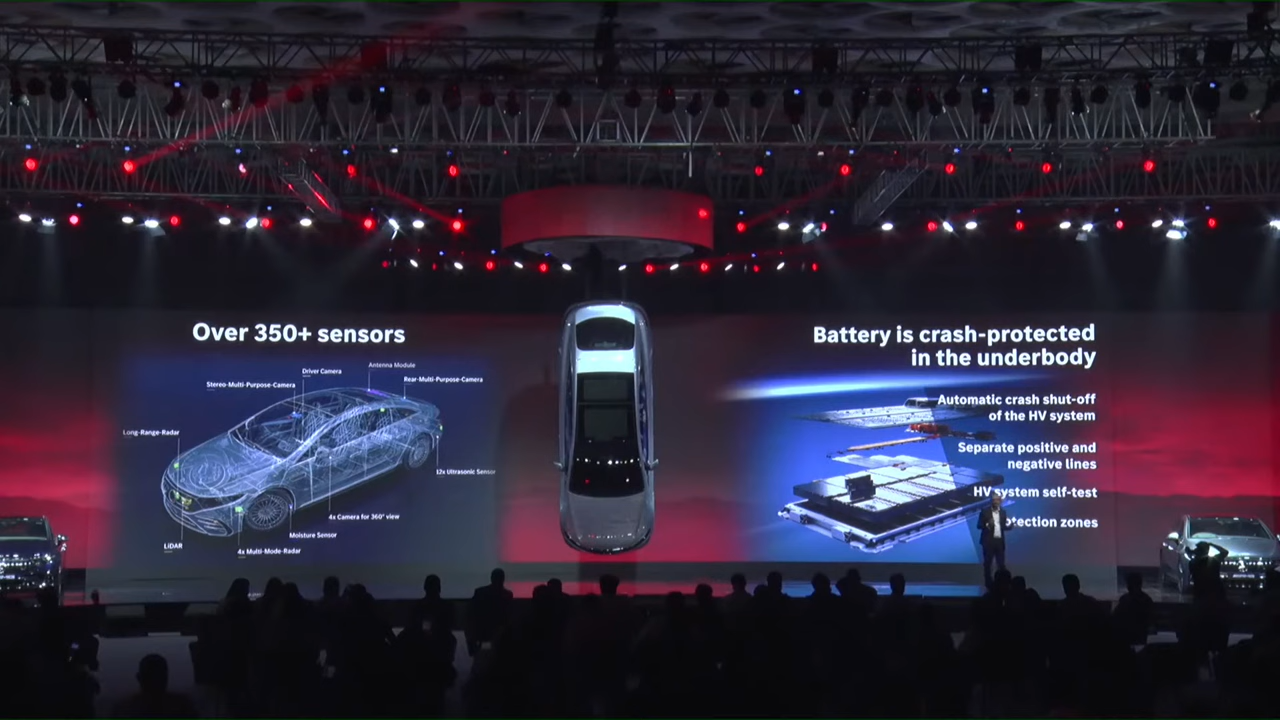 Over 350+ sensors
Driver Camera
Antenna Module
Stereo-Multi-Purpose-Camera
Rear-Multi-Purpose-Camera
Long-Range-Radar
12x Ultrasonic Sensor
4x Camera for 360° view
Moisture Sensor
LiDAR
4x Multi-Mode-Radar
Battery is crash-protected
in the underbody
Automatic crash shut-off
of the HV system
Separate positive and
negative lines
HV system self-test
tection zones